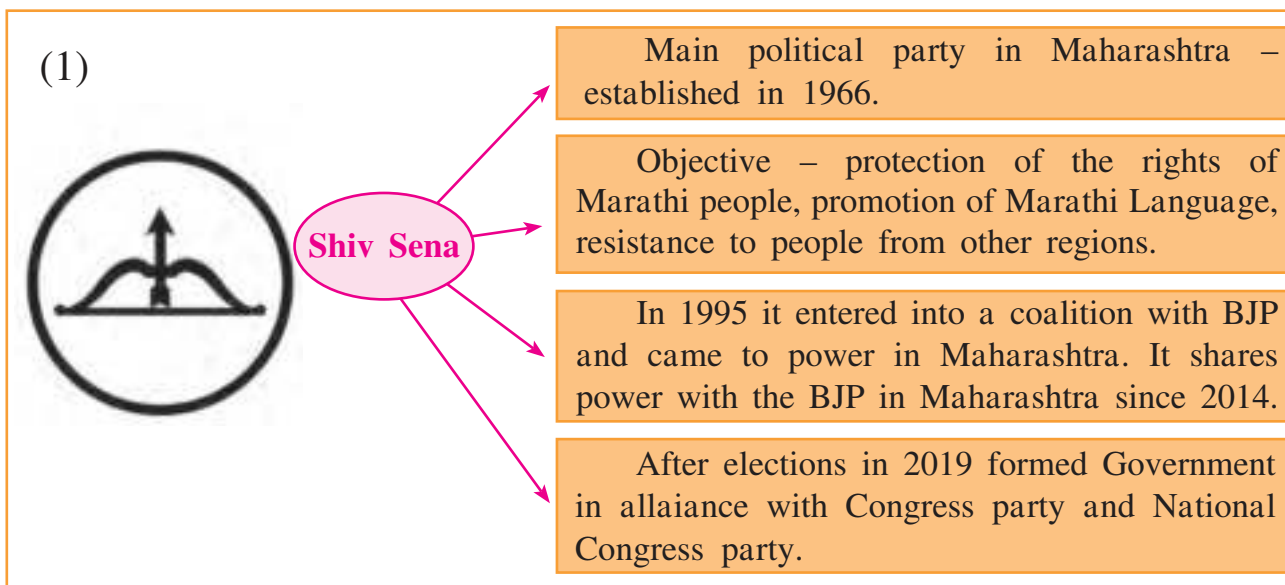 (1)
Shiv Sena
Main political party in Maharashtra –
established in 1966.
Objective – protection of the rights of
Marathi people, promotion of Marathi Language,
resistance to people from other regions.
In 1995 it entered into a coalition with BJP
and came to power in Maharashtra. It shares
power with the BJP in Maharashtra since 2014.
After elections in 2019 formed Government
in allaiance with Congress party and National
Congress party.